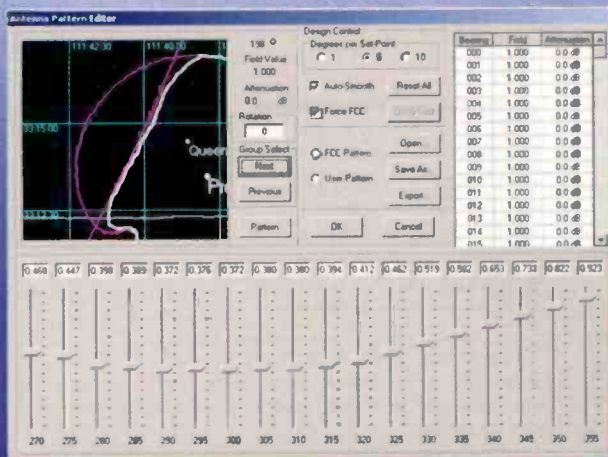 Antenna Pattern Editor
111 42 30
111 40 00
33 15 00
Queen
198 °
Field Value
1.000
Attenuation
0.0 dB
Rotation
0
Group Select
Next
Previous
Pattern
Design Control
Degrees per Set Point
1 5 10
Auto-Smooth
Reset All
Force FCC
FCC Pattern
User Pattern
Open
Save As
Export
OK
Cancel
Bearing Field Attenuation
000 1.000 0.0 dB
001 1.000 0.0 dB
002 1.000 0.0 dB
003 1.000 0.0 dB
004 1.000 0.0 dB
005 1.000 0.0 dB
006 1.000 0.0 dB
007 1.000 0.0 dB
008 1.000 0.0 dB
009 1.000 0.0 dB
010 1.000 0.0 dB
011 1.000 0.0 dB
012 1.000 0.0 dB
013 1.000 0.0 dB
014 1.000 0.0 dB
015 1.000 0.0 dB
0.468 0.447 0.398 0.389 0.372 0.376 0.372 0.380 0.380 0.394 0.412 0.462 0.519 0.582 0.653 0.733 0.822 0.923
270 275 280 285 290 295 300 305 310 315 320 325 330 335 340 345 350 355